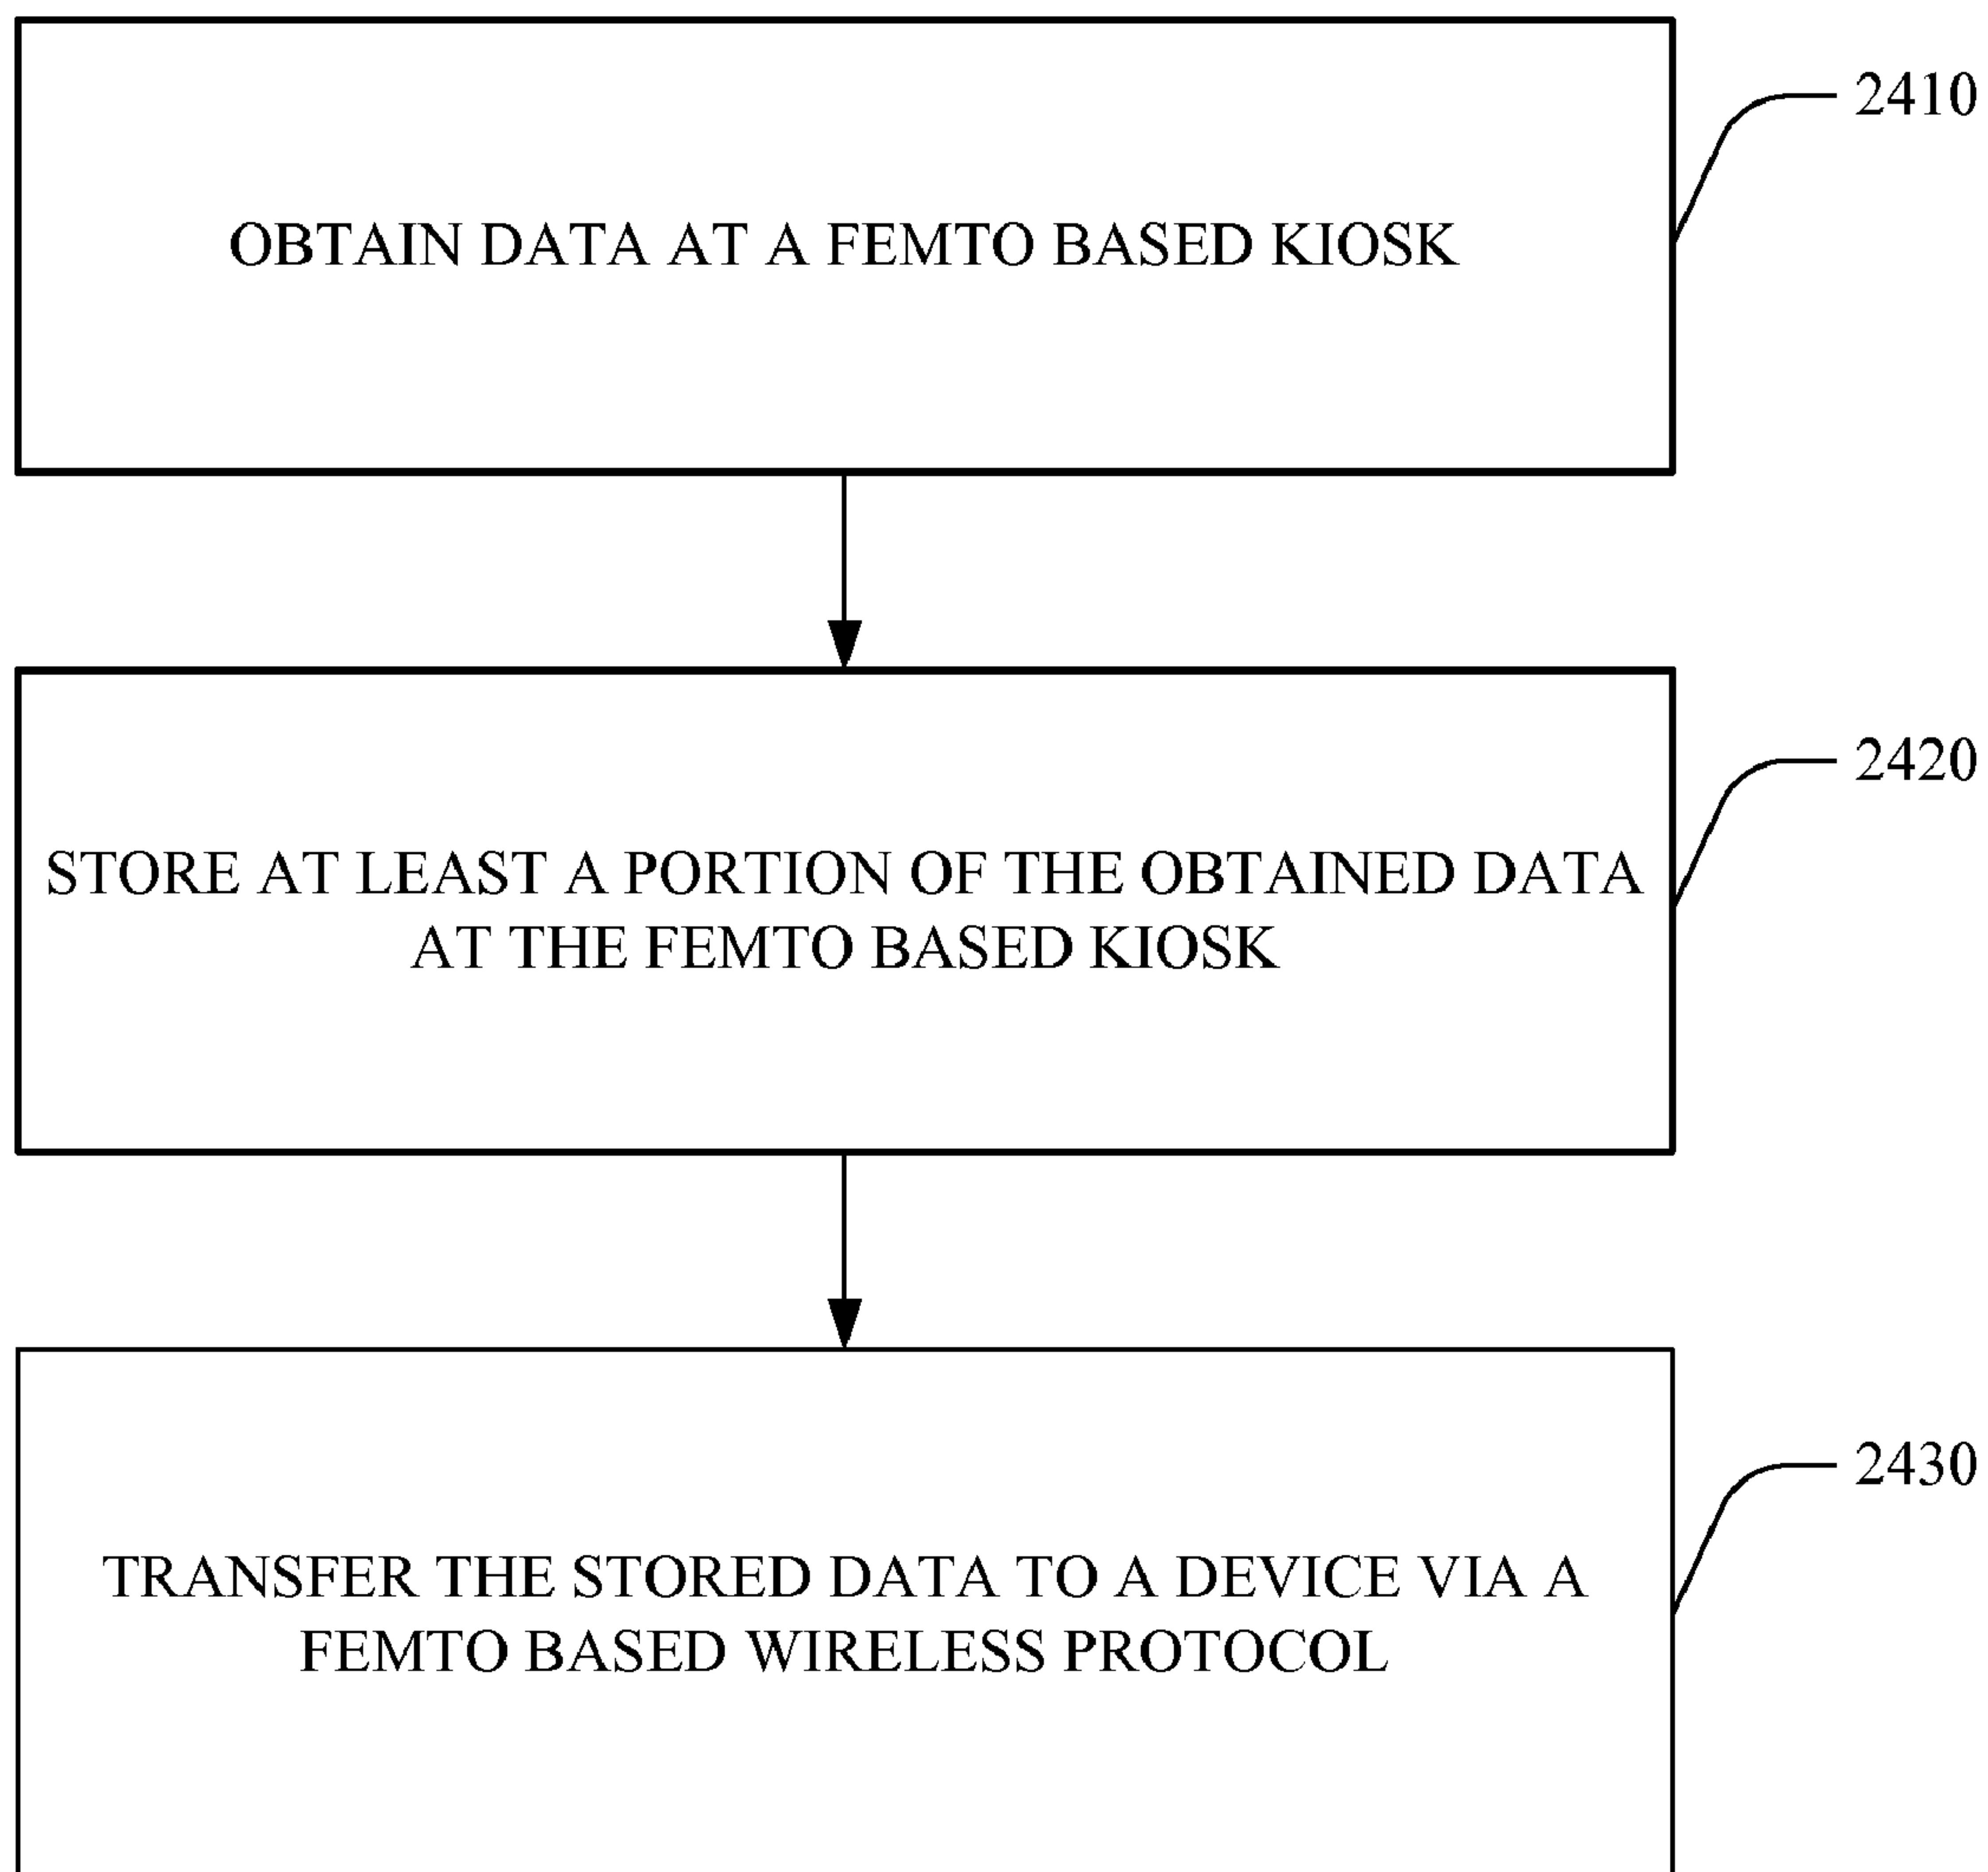 OBTAIN DATA AT A FEMTO BASED KIOSK
2410
STORE AT LEAST A PORTION OF THE OBTAINED DATA
AT THE FEMTO BASED KIOSK
2420
TRANSFER THE STORED DATA TO A DEVICE VIA A
FEMTO BASED WIRELESS PROTOCOL
2430